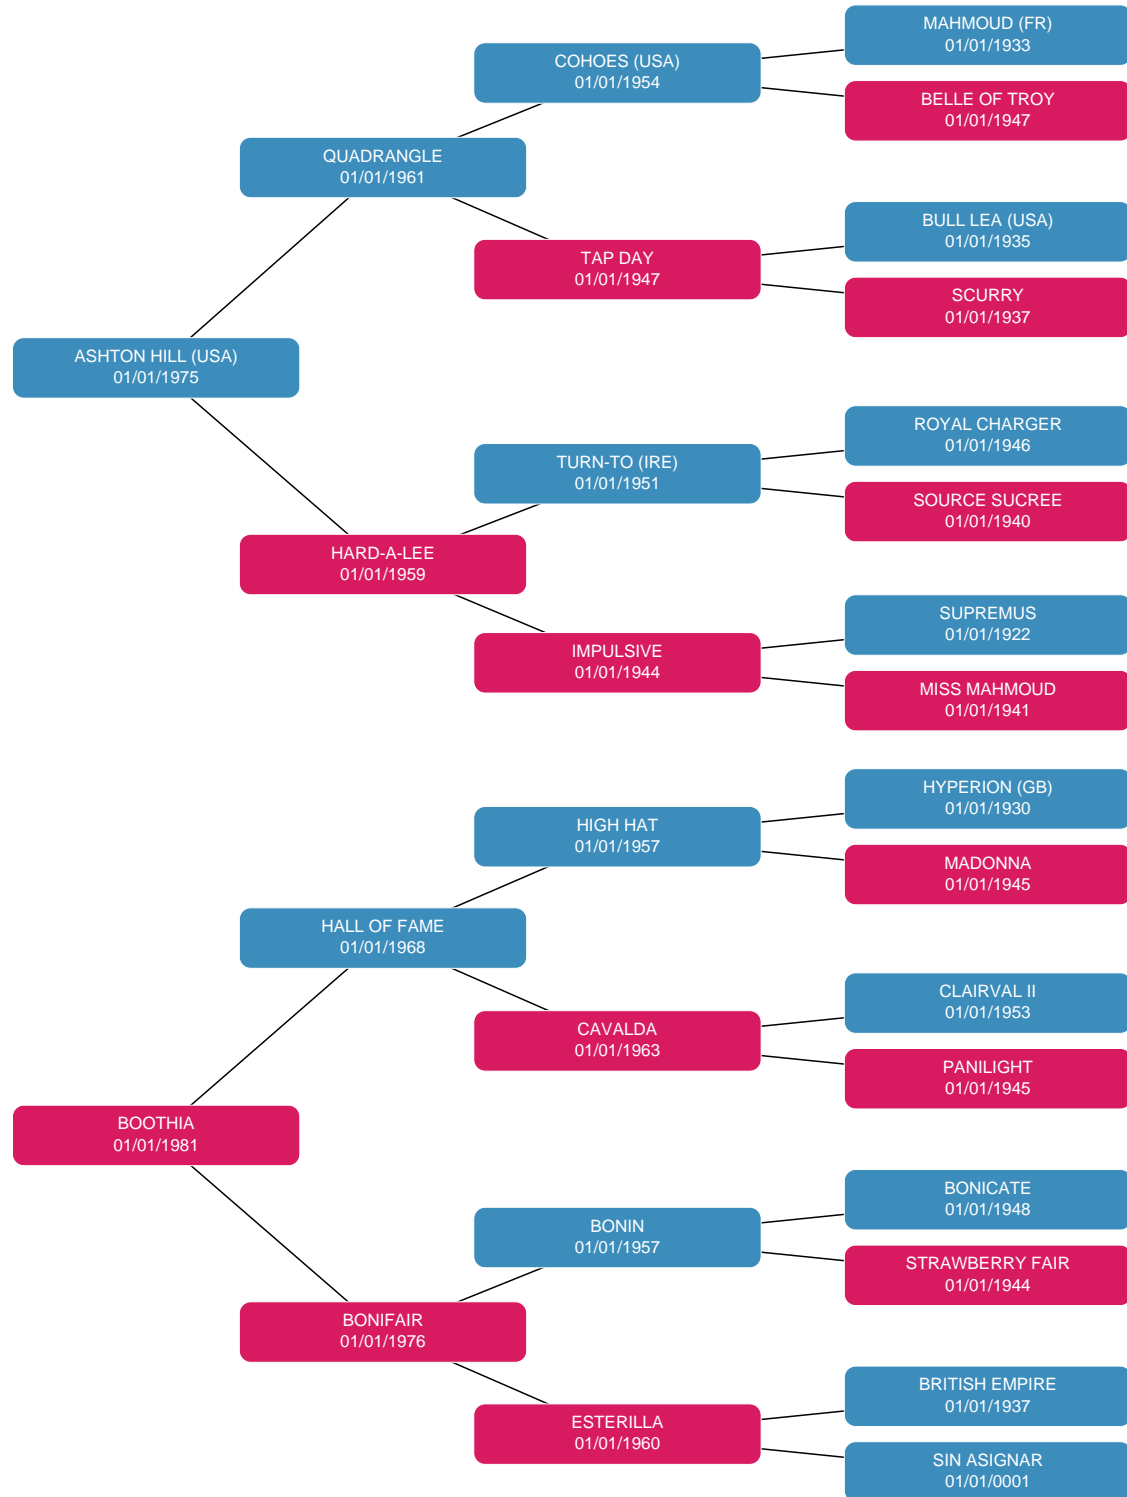 MAHMOUD (FR)
01/01/1933
COHOES (USA)
01/01/1954
BELLE OF TROY
01/01/1947
QUADRANGLE
01/01/1961
BULL LEA (USA)
01/01/1935
TAP DAY
01/01/1947
SCURRY
01/01/1937
ASHTON HILL (USA)
01/01/1975
ROYAL CHARGER
01/01/1946
TURN-TO (IRE)
01/01/1951
SOURCE SUCREE
01/01/1940
HARD-A-LEE
01/01/1959
SUPREMUS
01/01/1922
IMPULSIVE
01/01/1944
MISS MAHMOUD
01/01/1941
HYPERION (GB)
01/01/1930
HIGH HAT
01/01/1957
MADONNA
01/01/1945
HALL OF FAME
01/01/1968
CLAIRVAL II
01/01/1953
CAVALDA
01/01/1963
PANILIGHT
01/01/1945
BOOTHIA
01/01/1981
BONICATE
01/01/1948
BONIN
01/01/1957
STRAWBERRY FAIR
01/01/1944
BONIFAIR
01/01/1976
BRITISH EMPIRE
01/01/1937
ESTERILLA
01/01/1960
SIN ASIGNAR
01/01/0001